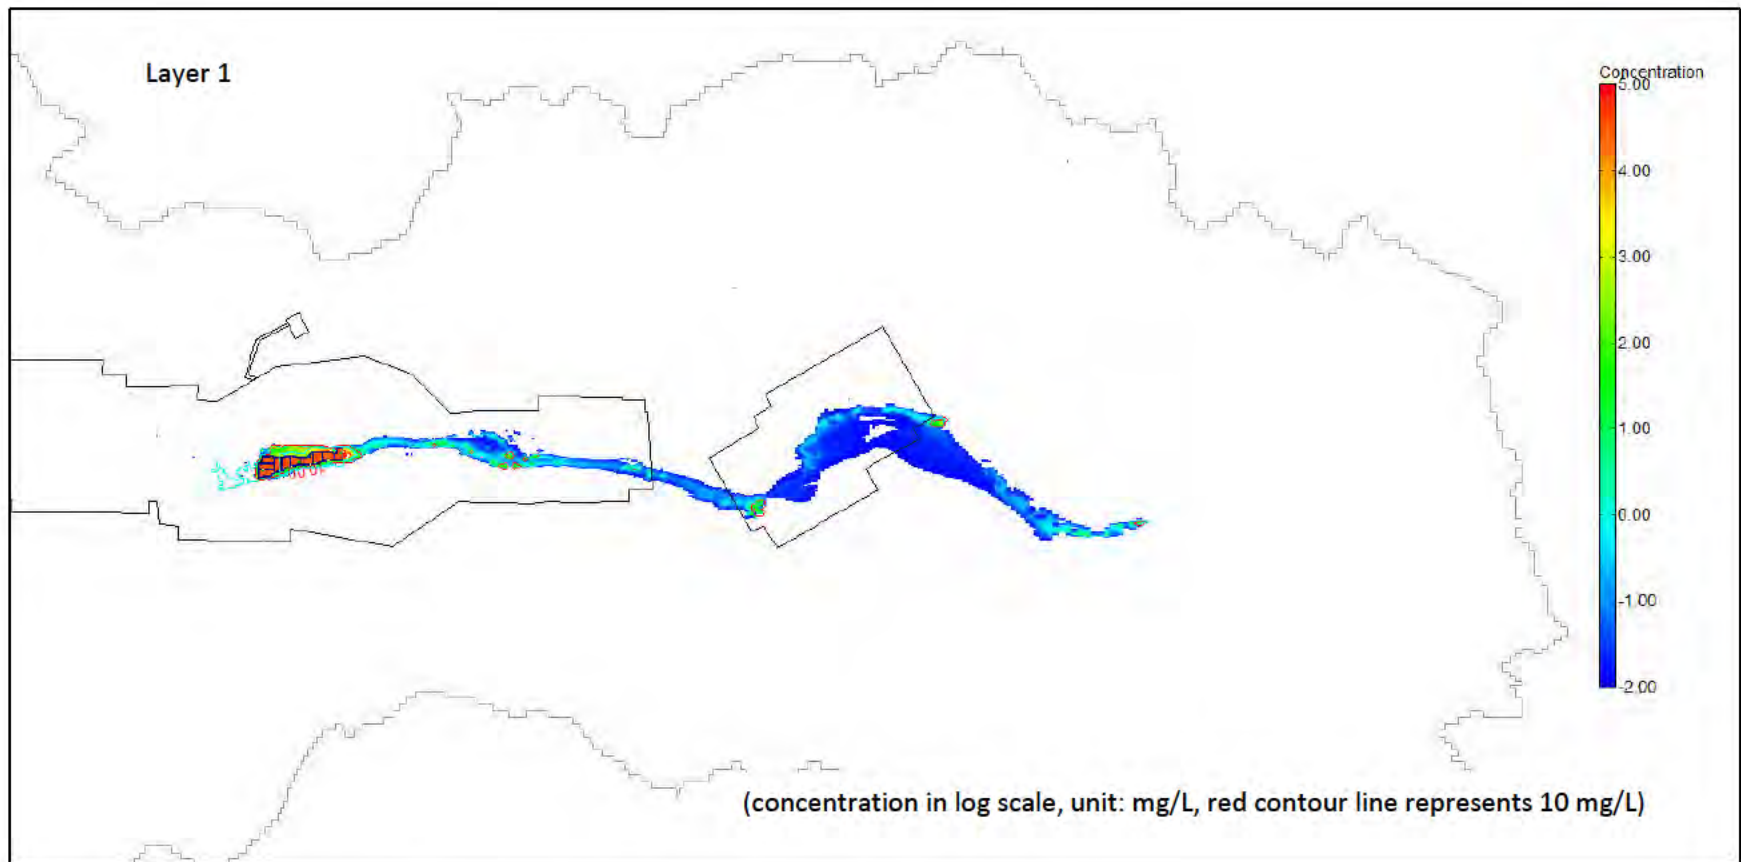 Layer 1
Concentration
5.00
4.00
3.00
2.00
1.00
0.00
-1.00
-2.00
(concentration in log scale, unit: mg/L, red contour line represents 10 mg/L)